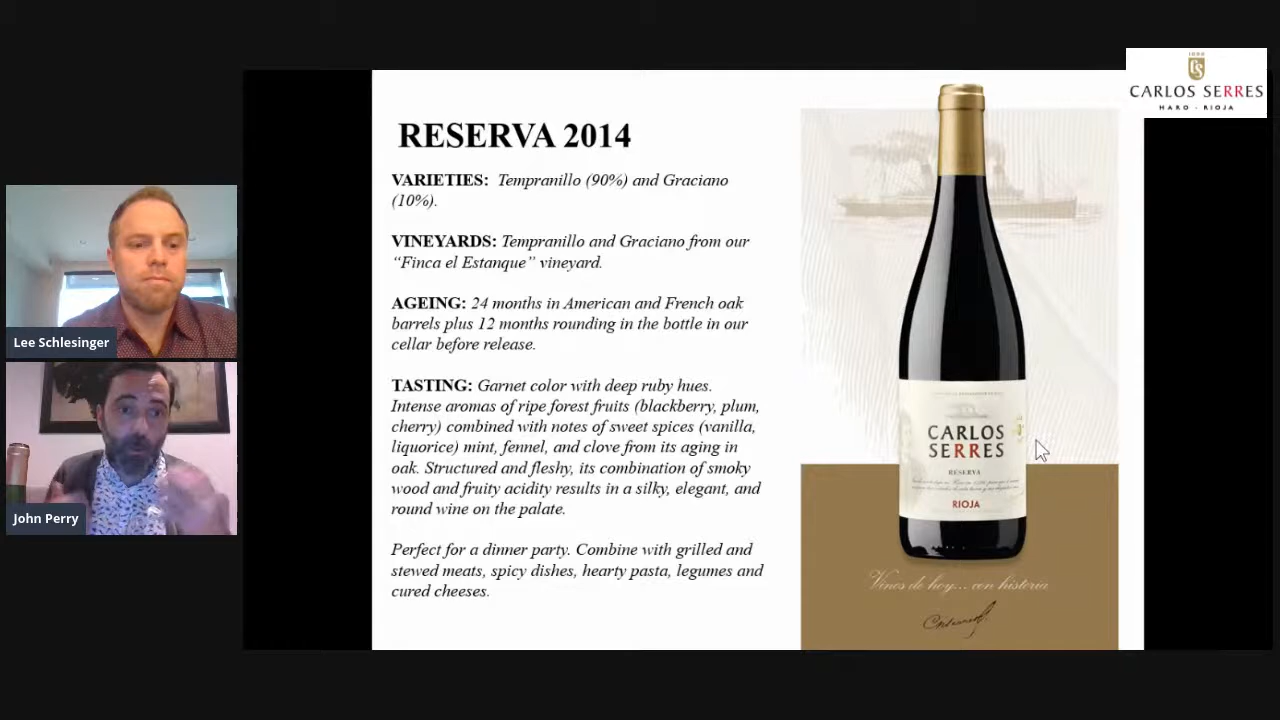 1896
CARLOS SERRES
HARO - RIOJA
RESERVA 2014
VARIETIES: Tempranillo (90%) and Graciano
(10%).
VINEYARDS: Tempranillo and Graciano from our
“Finca el Estanque” vineyard.
AGEING: 24 months in American and French oak
barrels plus 12 months rounding in the bottle in our
cellar before release.
TASTING: Garnet color with deep ruby hues.
Intense aromas of ripe forest fruits (blackberry, plum,
cherry) combined with notes of sweet spices (vanilla,
liquorice) mint, fennel, and clove from its aging in
oak. Structured and fleshy, its combination of smoky
wood and fruity acidity results in a silky, elegant, and
round wine on the palate.
Perfect for a dinner party. Combine with grilled and
stewed meats, spicy dishes, hearty pasta, legumes and
cured cheeses.
CARLOS
SERRES
RESERVA
RIOJA
Vinos de hoy... con historia
Lee Schlesinger
John Perry